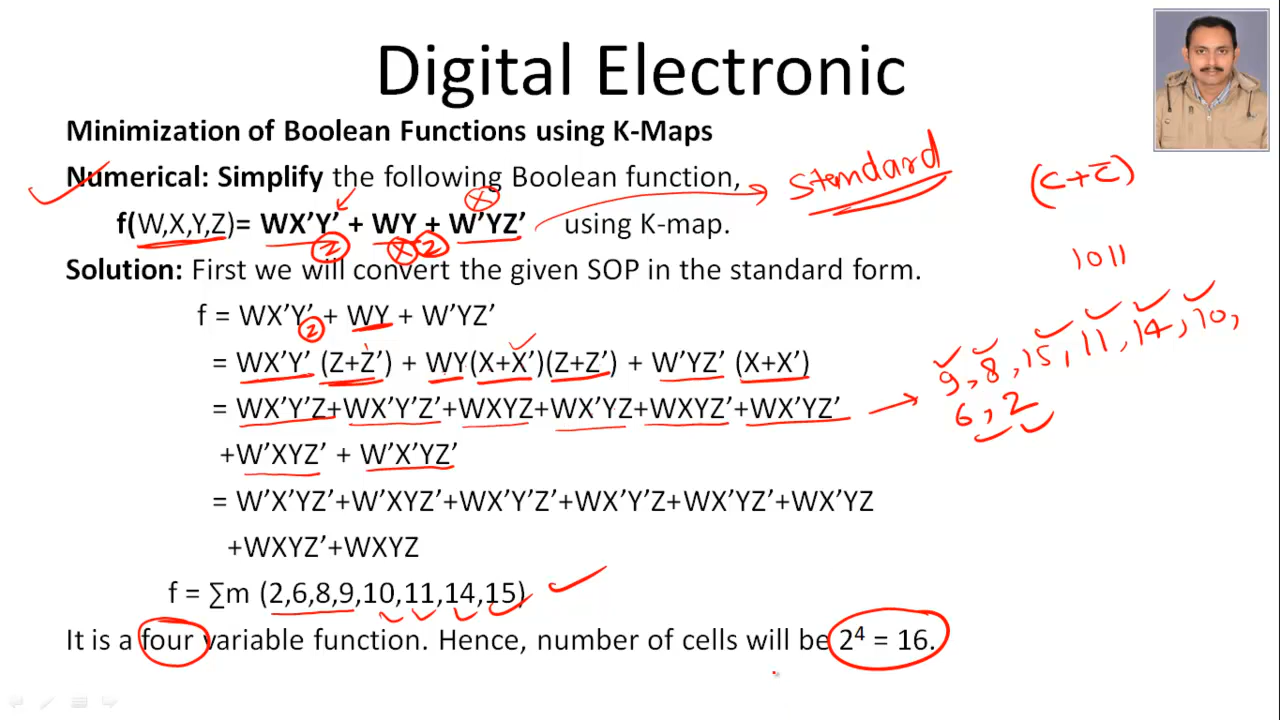 Digital Electronic
Minimization of Boolean Functions using K-Maps
Numerical: Simplify the following Boolean function,
standard
(C+C̅)
f(W,X,Y,Z)= WX'Y' + WY + W'YZ' using K-map.
X
Z
X
Z
Solution: First we will convert the given SOP in the standard form.
1011
f = WX'Y' + WY + W'YZ'
Z
= WX'Y' (Z+Z') + WY(X+X')(Z+Z') + W'YZ' (X+X')
9, 8, 15, 11, 14, 10,
6, 2
= WX'Y'Z+WX'Y'Z'+WXYZ+WX'YZ+WXYZ'+WX'YZ'
+W'XYZ' + W'X'YZ'
= W'X'YZ'+W'XYZ'+WX'Y'Z'+WX'Y'Z+WX'YZ'+WX'YZ
+WXYZ'+WXYZ
f = ∑m (2,6,8,9,10,11,14,15)
It is a four variable function. Hence, number of cells will be 2⁴ = 16.